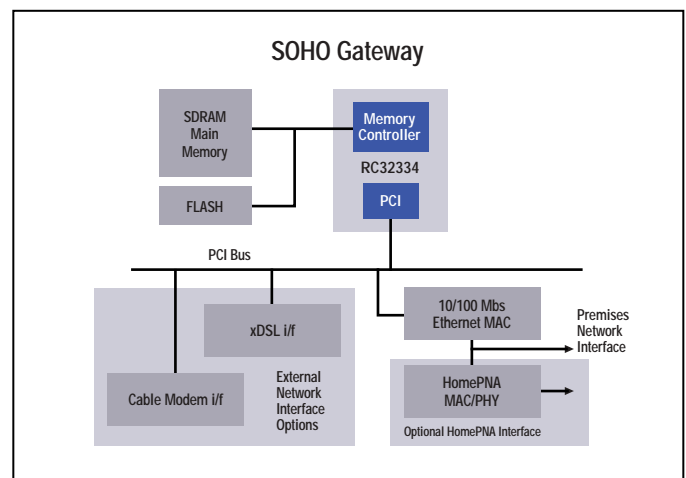 SOHO Gateway
SDRAM
Main
Memory
Memory
Controller
RC32334
FLASH
PCI
PCI Bus
xDSL i/f
Cable Modem i/f
External
Network
Interface
Options
10/100 Mbs
Ethernet MAC
Premises
Network
Interface
HomePNA
MAC/PHY
Optional HomePNA Interface